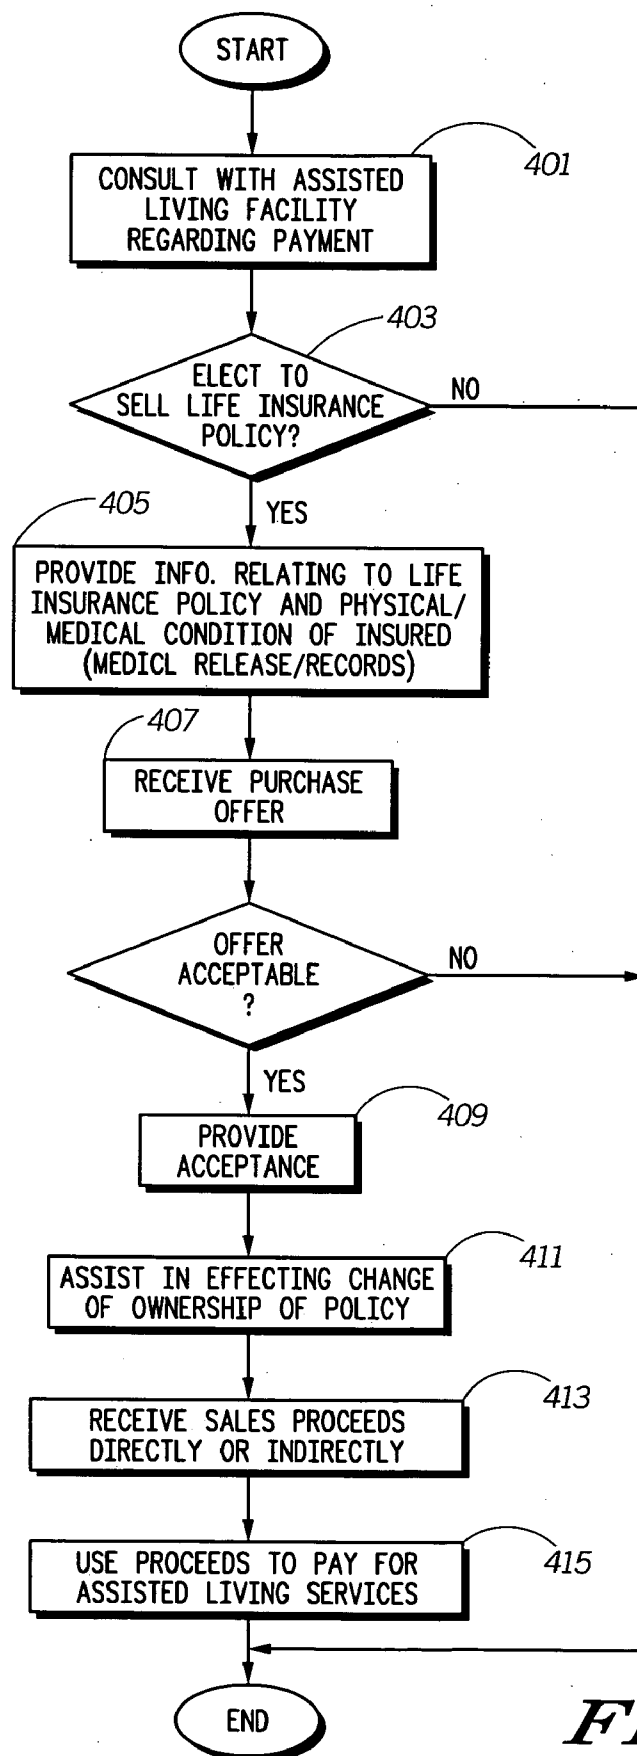 START
401
CONSULT WITH ASSISTED
LIVING FACILITY
REGARDING PAYMENT
403
ELECT TO
SELL LIFE INSURANCE
POLICY?
NO
YES
405
PROVIDE INFO. RELATING TO LIFE
INSURANCE POLICY AND PHYSICAL/
MEDICAL CONDITION OF INSURED
(MEDICL RELEASE/RECORDS)
407
RECEIVE PURCHASE
OFFER
OFFER
ACCEPTABLE
?
NO
YES
409
PROVIDE
ACCEPTANCE
411
ASSIST IN EFFECTING CHANGE
OF OWNERSHIP OF POLICY
413
RECEIVE SALES PROCEEDS
DIRECTLY OR INDIRECTLY
415
USE PROCEEDS TO PAY FOR
ASSISTED LIVING SERVICES
END